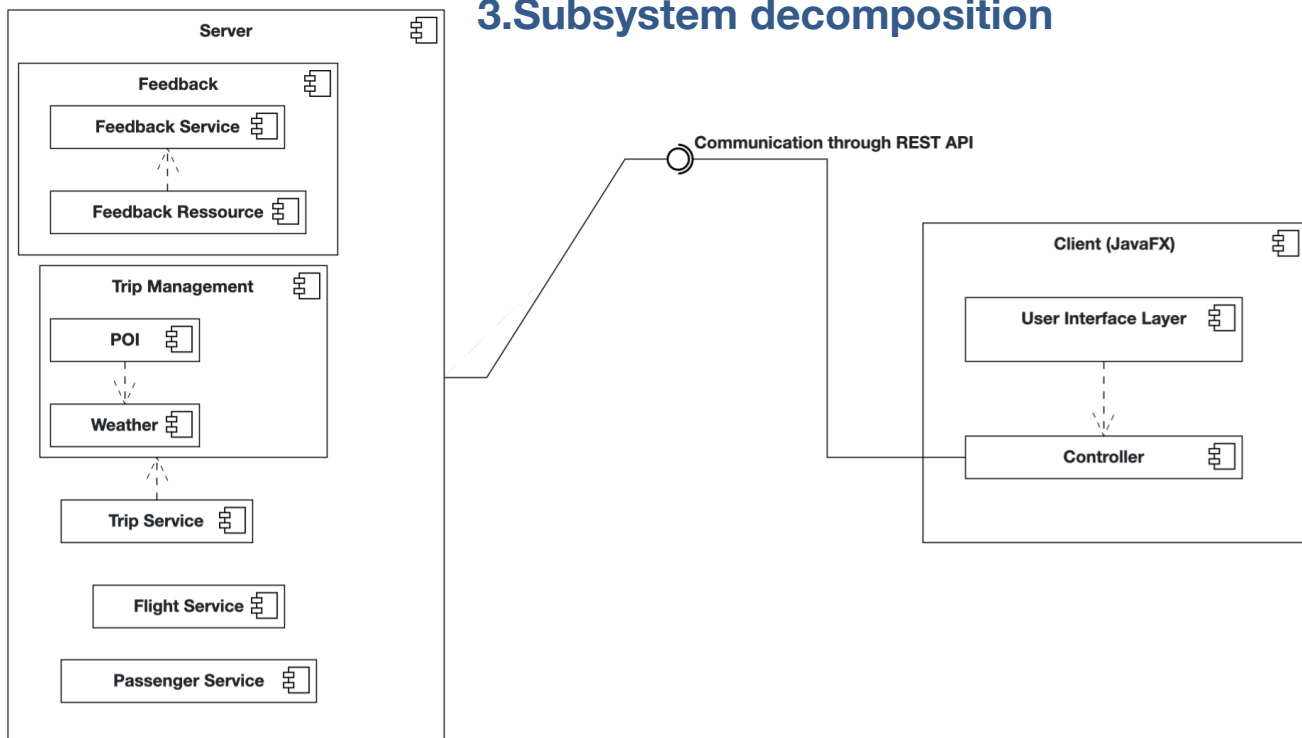 3.Subsystem decomposition
Server
Feedback
Feedback Service
Feedback Ressource
Trip Management
POI
Weather
Trip Service
Flight Service
Passenger Service
Communication through REST API
Client (JavaFX)
User Interface Layer
Controller